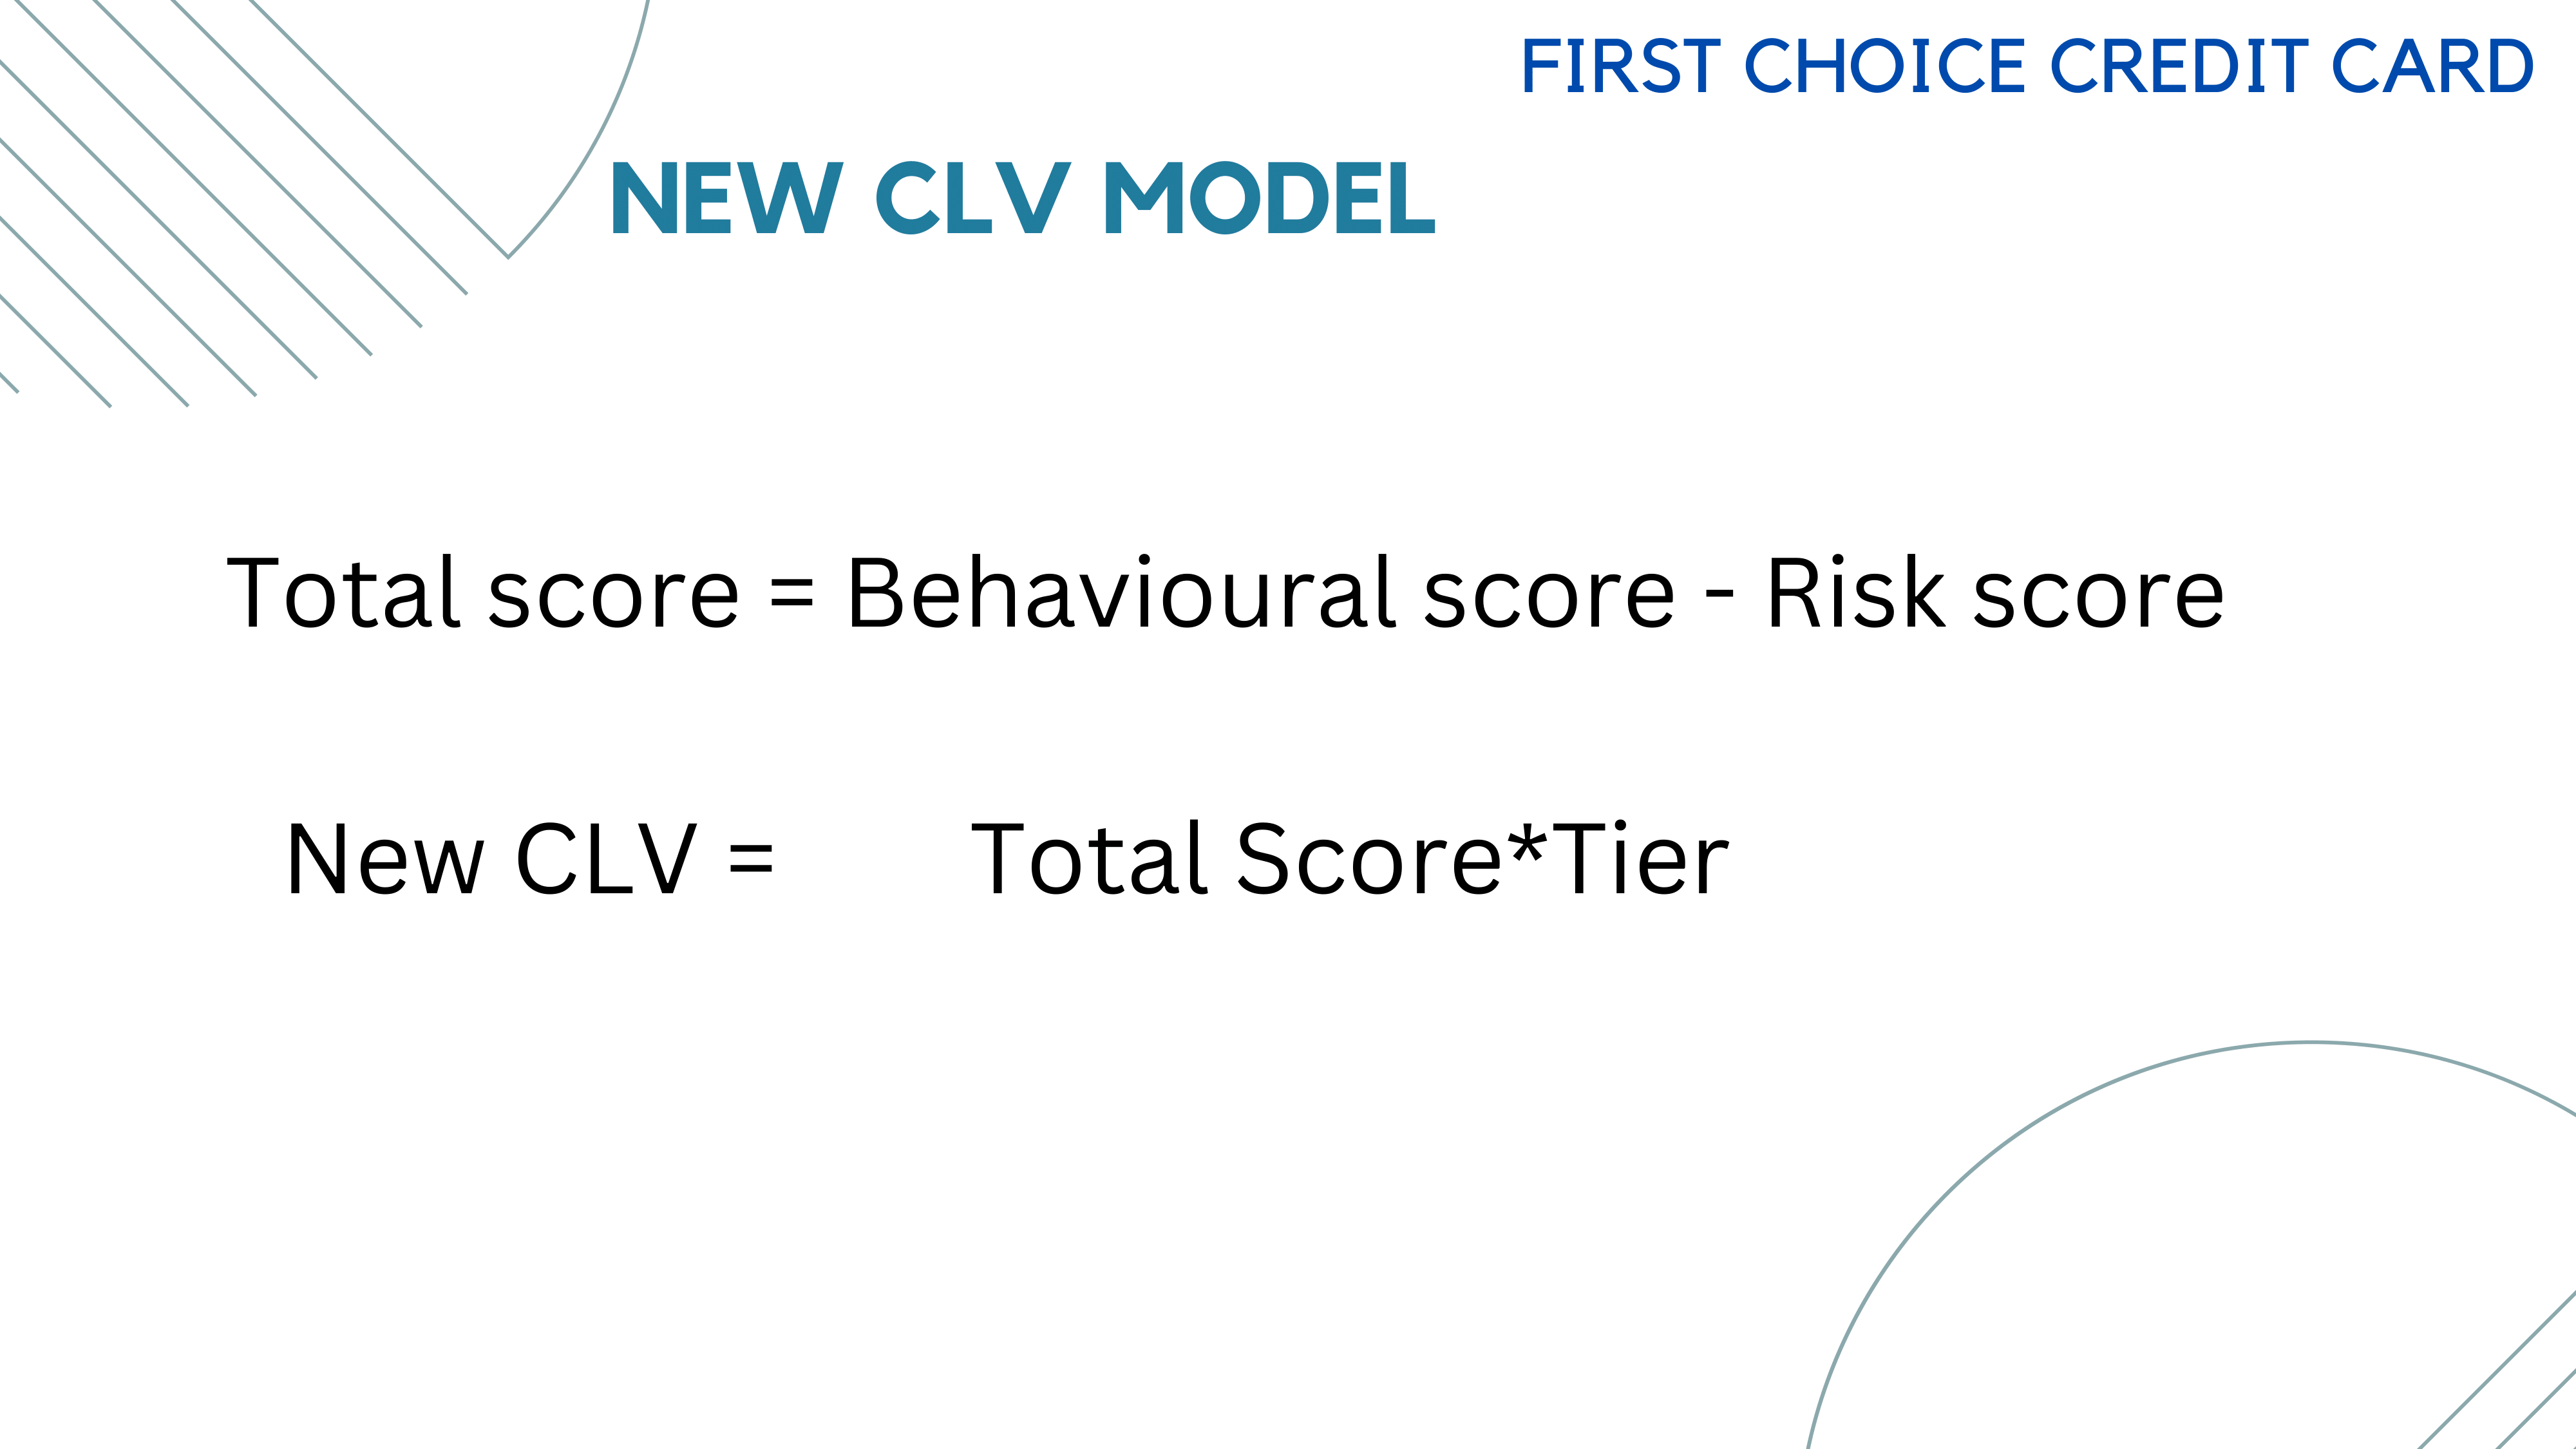 FIRST CHOICE CREDIT CARD
NEW CLV MODEL
Total score = Behavioural score - Risk score
New CLV = Total Score*Tier